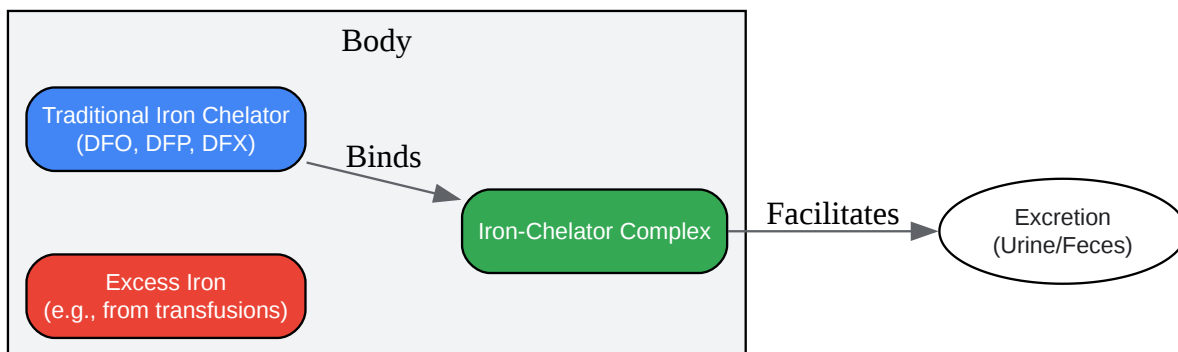 Body
Traditional Iron Chelator
(DFO, DFP, DFX)
Binds
Iron-Chelator Complex
Facilitates
Excretion
(Urine/Feces)
Excess Iron
(e.g., from transfusions)